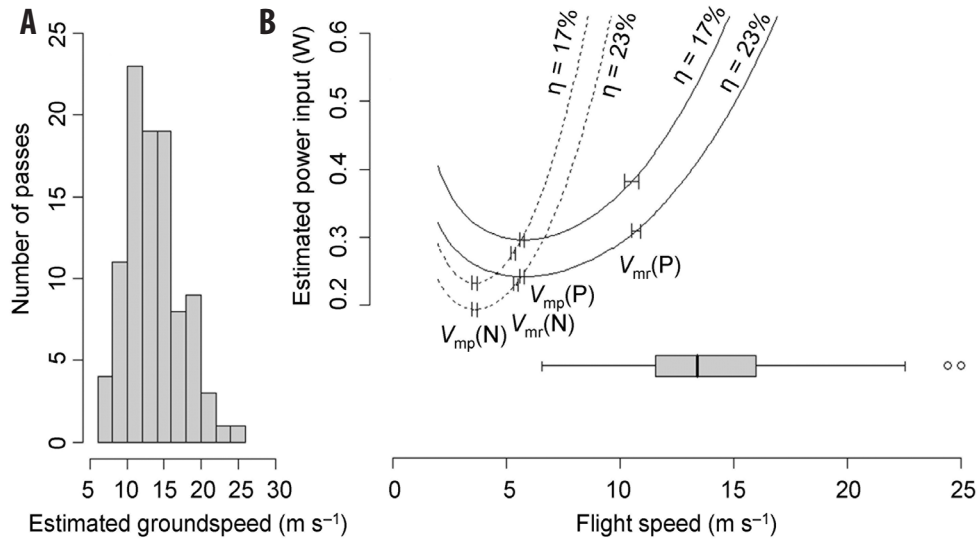 A
B
25
20
15
10
5
0
Number of passes
5 10 15 20 25 30
Estimated groundspeed (m s⁻¹)
0.6
0.5
0.4
0.3
0.2
Estimated power input (W)
η = 17%
η = 23%
η = 17%
η = 23%
Vmr(P)
Vmp(P)
Vmp(N)
Vmr(N)
0 5 10 15 20 25
Flight speed (m s⁻¹)